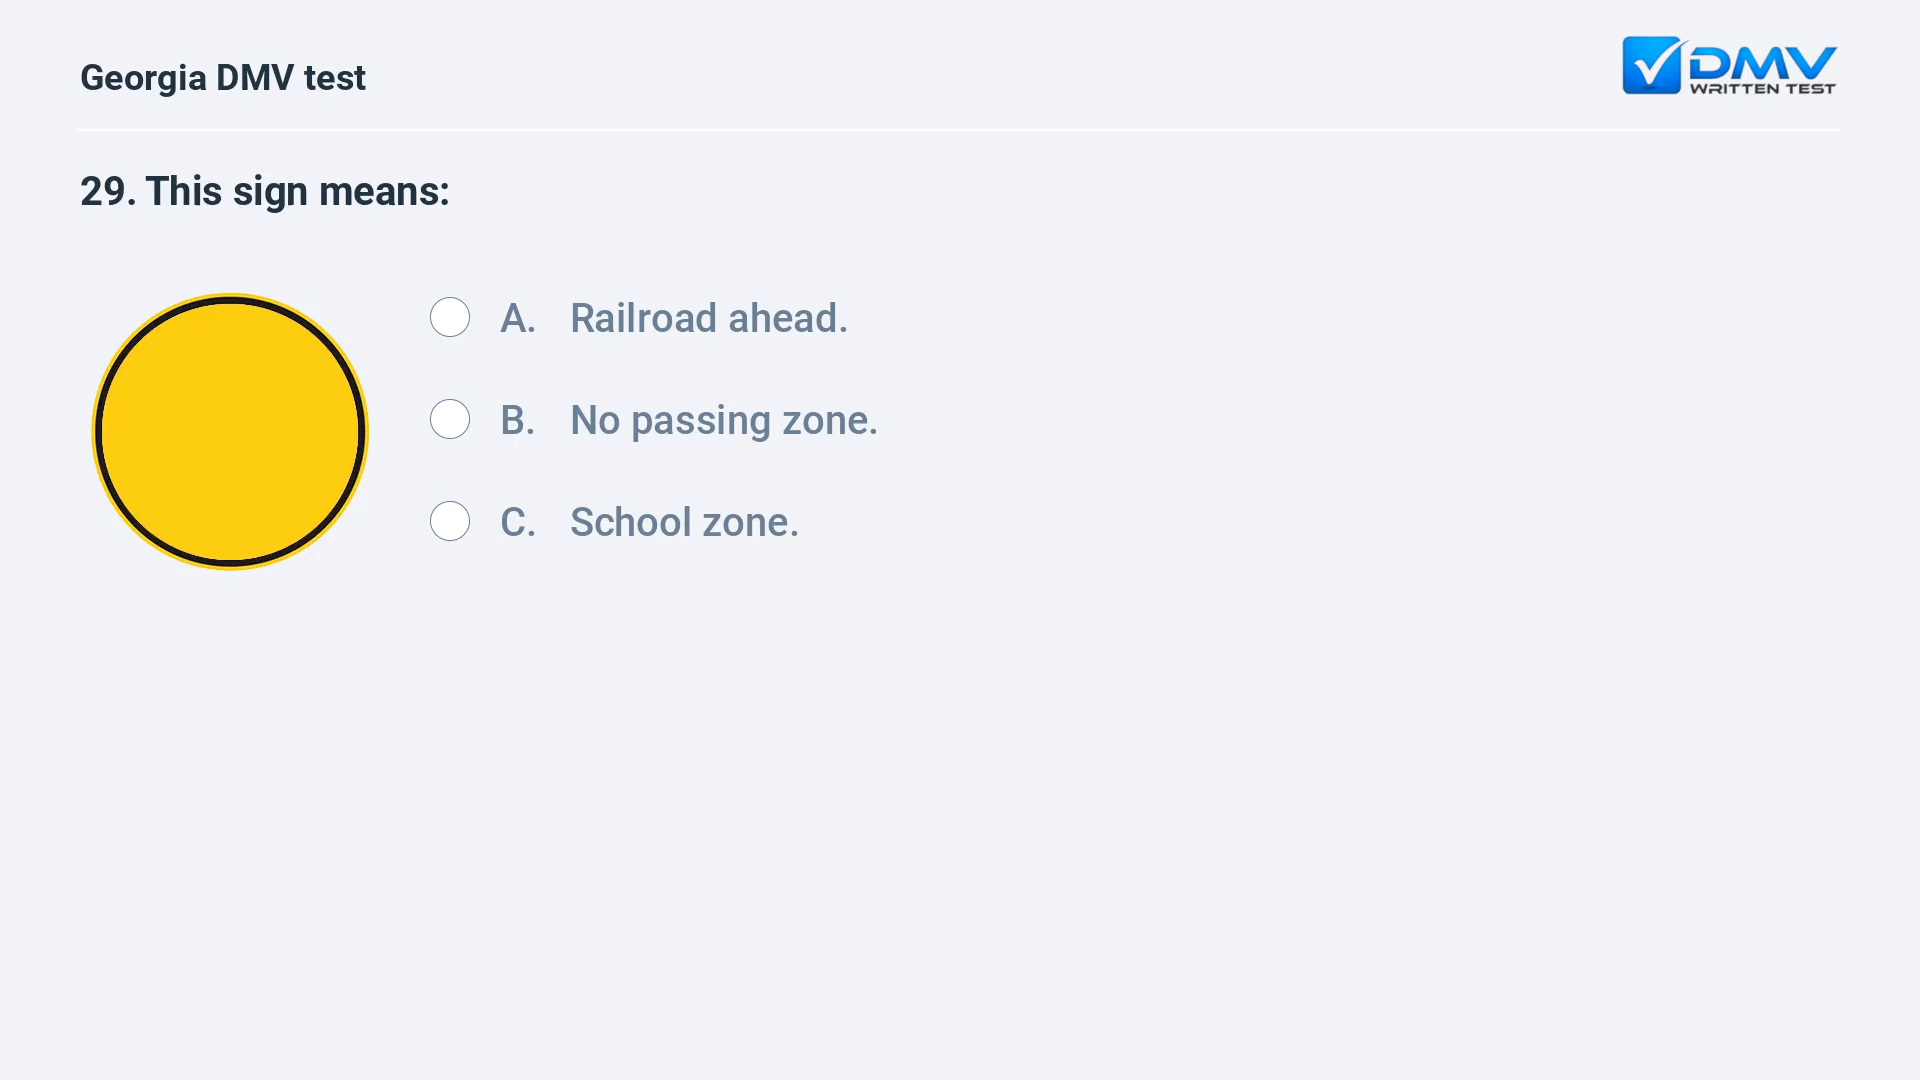 Georgia DMV test
DMV
WRITTEN TEST
29. This sign means:
A. Railroad ahead.
B. No passing zone.
C. School zone.